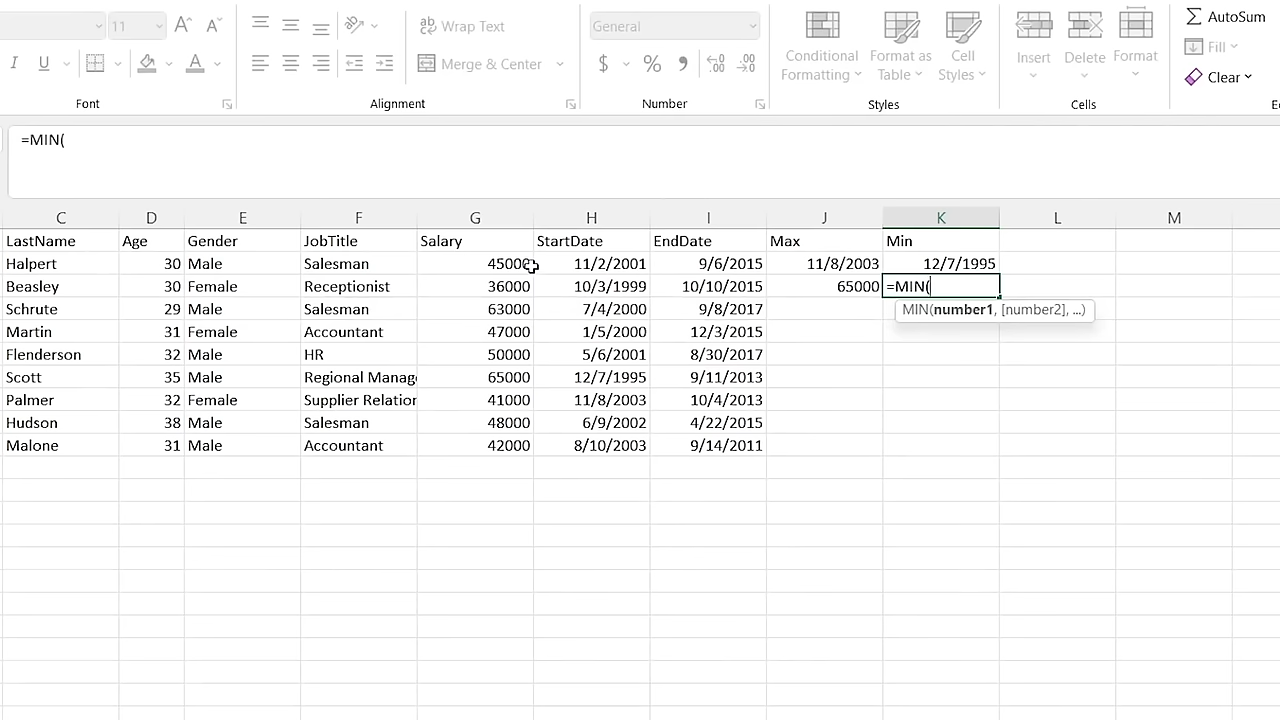 11 A A ab Wrap Text General Conditional Formatting Format as Table Cell Styles Insert Delete Format Σ AutoSum
I U A Merge & Center $ % 9 .00 .00 Fill
Clear
Font Alignment Number Styles Cells
=MIN(
C D E F G H I J K L M
LastName Age Gender JobTitle Salary StartDate EndDate Max Min
Halpert 30 Male Salesman 45000 11/2/2001 9/6/2015 11/8/2003 12/7/1995
Beasley 30 Female Receptionist 36000 10/3/1999 10/10/2015 65000 =MIN(
MIN(number1, [number2], ...)
Schrute 29 Male Salesman 63000 7/4/2000 9/8/2017
Martin 31 Female Accountant 47000 1/5/2000 12/3/2015
Flenderson 32 Male HR 50000 5/6/2001 8/30/2017
Scott 35 Male Regional Manag 65000 12/7/1995 9/11/2013
Palmer 32 Female Supplier Relation 41000 11/8/2003 10/4/2013
Hudson 38 Male Salesman 48000 6/9/2002 4/22/2015
Malone 31 Male Accountant 42000 8/10/2003 9/14/2011